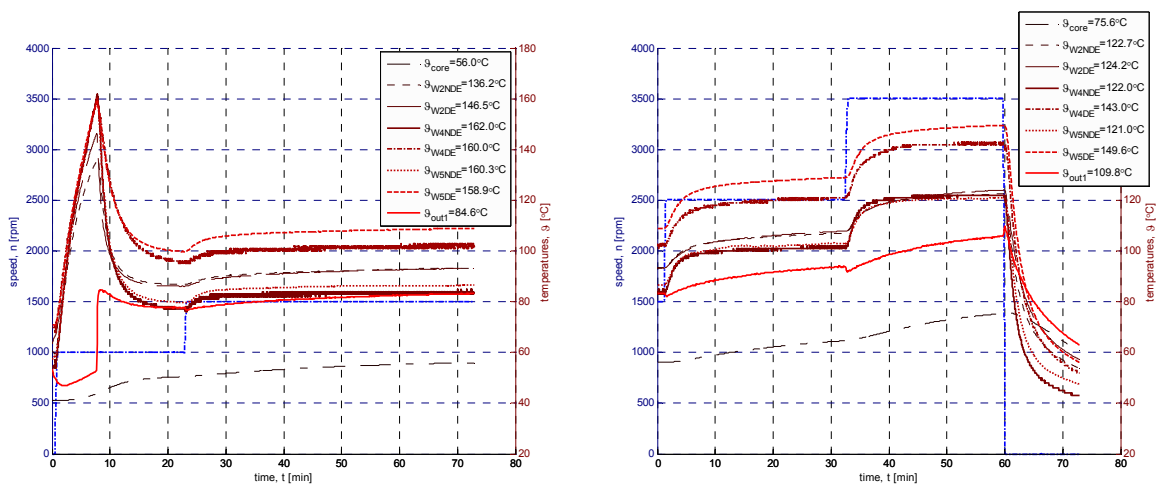 4000
3500
3000
2500
2000
1500
1000
500
0
speed, n [rpm]
0 10 20 30 40 50 60 70 80
time, t [min]
180
160
140
120
100
80
60
40
20
temperatures, ϑ [°C]
ϑcore=56.0°C
ϑW2NDE=136.2°C
ϑW2DE=146.5°C
ϑW4NDE=162.0°C
ϑW4DE=160.0°C
ϑW5NDE=160.3°C
ϑW5DE=158.9°C
ϑout1=84.6°C
4000
3500
3000
2500
2000
1500
1000
500
0
speed, n [rpm]
0 10 20 30 40 50 60 70 80
time, t [min]
120
100
80
60
40
20
temperatures, ϑ [°C]
ϑcore=75.6°C
ϑW2NDE=122.7°C
ϑW2DE=124.2°C
ϑW4NDE=122.0°C
ϑW4DE=143.0°C
ϑW5NDE=121.0°C
ϑW5DE=149.6°C
ϑout1=109.8°C